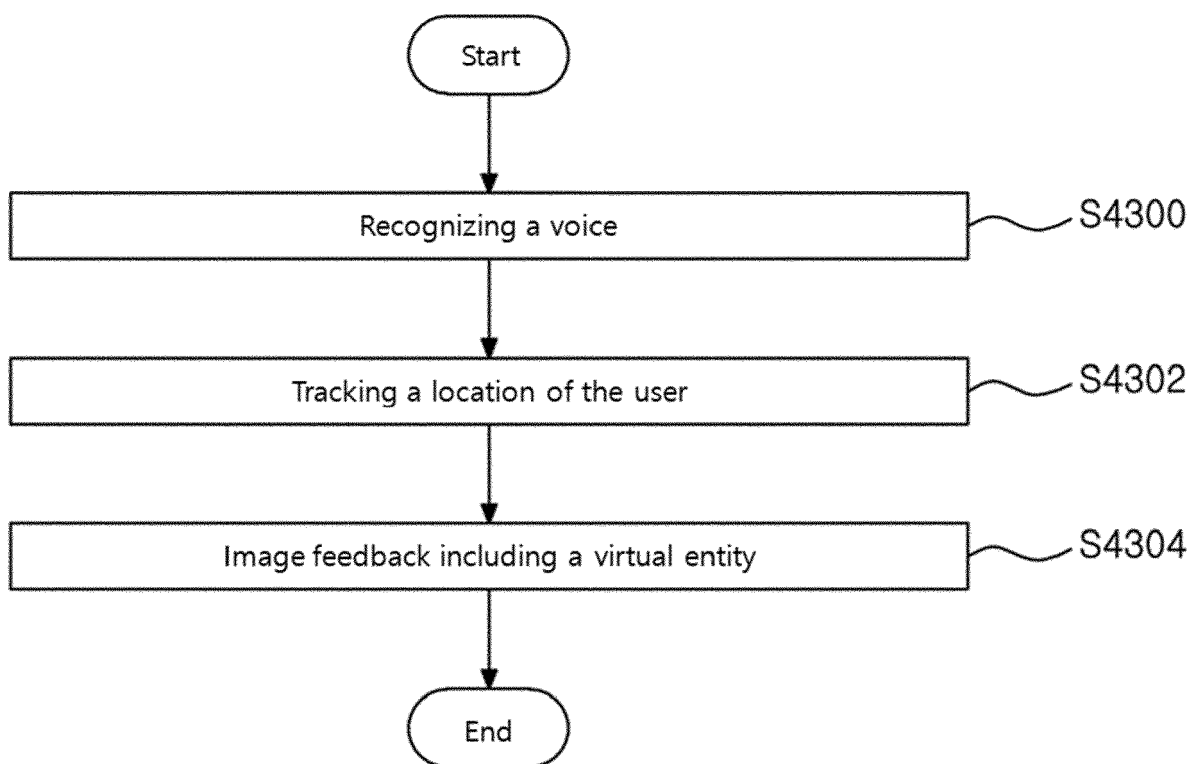 Start
Recognizing a voice
S4300
Tracking a location of the user
S4302
Image feedback including a virtual entity
S4304
End